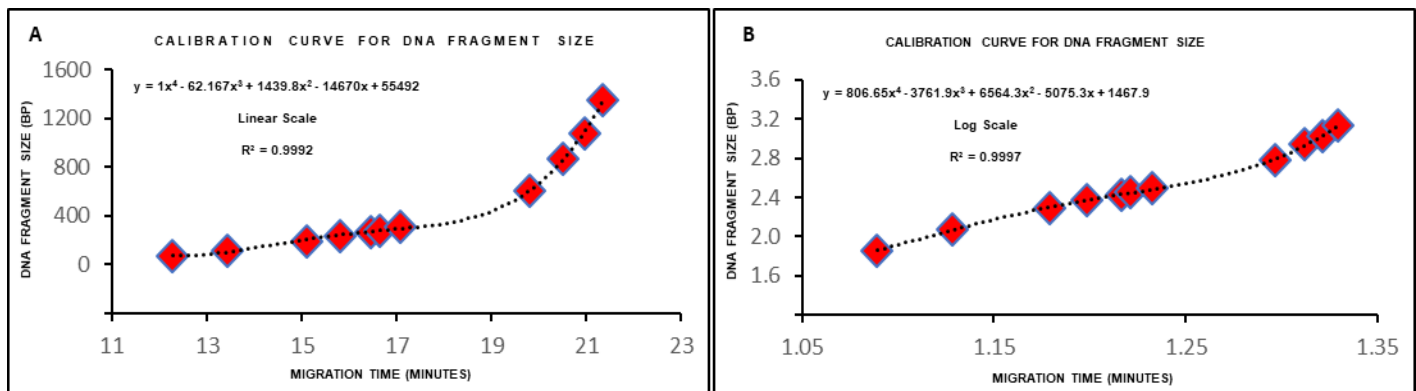 A
CALIBRATION CURVE FOR DNA FRAGMENT SIZE
y = 1x⁴ - 62.167x³ + 1439.8x² - 14670x + 55492
Linear Scale
R² = 0.9992
DNA FRAGMENT SIZE (BP)
1600
1200
800
400
0
11 13 15 17 19 21 23
MIGRATION TIME (MINUTES)
B
CALIBRATION CURVE FOR DNA FRAGMENT SIZE
y = 806.65x⁴ - 3761.9x³ + 6564.3x² - 5075.3x + 1467.9
Log Scale
R² = 0.9997
DNA FRAGMENT SIZE (BP)
3.6
3.2
2.8
2.4
2.0
1.6
1.05 1.15 1.25 1.35
MIGRATION TIME (MINUTES)